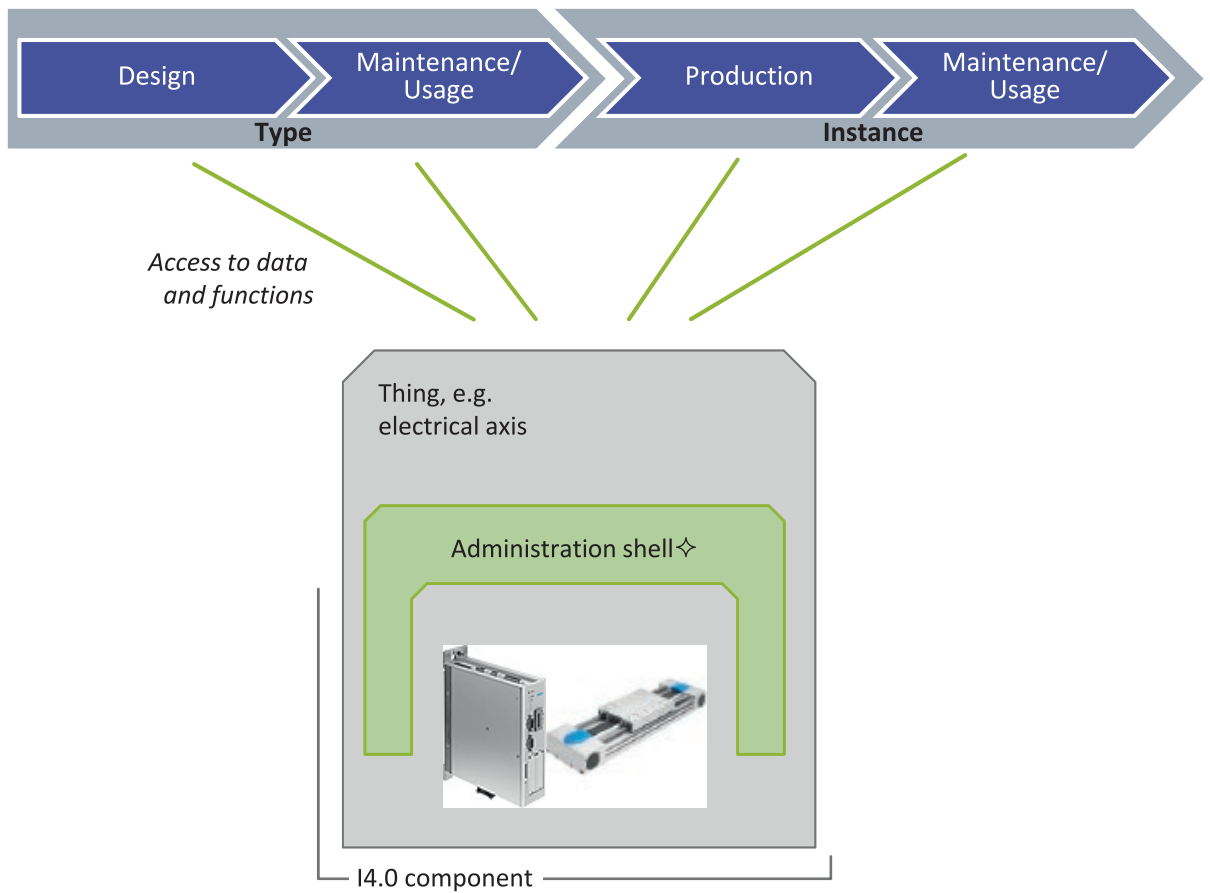 Design
Maintenance/
Usage
Production
Maintenance/
Usage
Type
Instance
Access to data
and functions
Thing, e.g.
electrical axis
Administration shell✧
I4.0 component